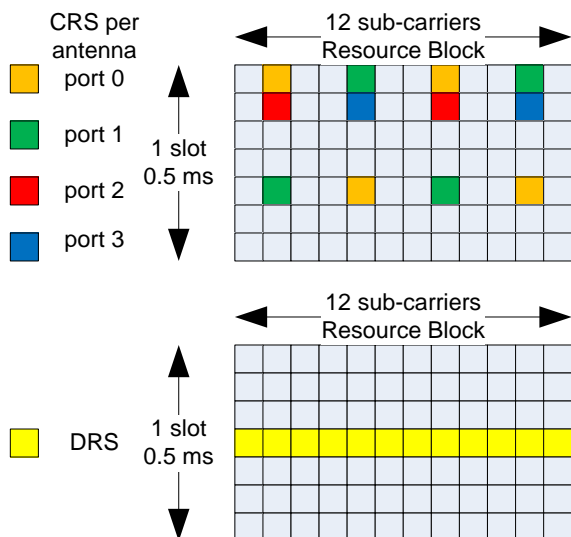 CRS per
antenna
port 0
port 1
port 2
port 3
12 sub-carriers
Resource Block
1 slot
0.5 ms
12 sub-carriers
Resource Block
DRS
1 slot
0.5 ms